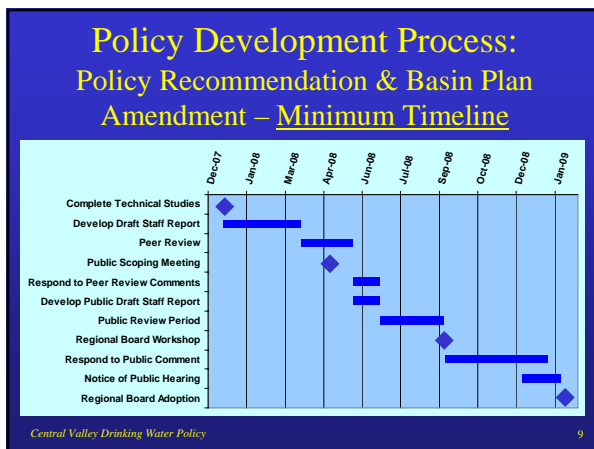 Policy Development Process:
Policy Recommendation & Basin Plan
Amendment – Minimum Timeline
Dec-07
Jan-08
Mar-08
Apr-08
Jun-08
Jul-08
Sep-08
Oct-08
Dec-08
Jan-09
Complete Technical Studies
Develop Draft Staff Report
Peer Review
Public Scoping Meeting
Respond to Peer Review Comments
Develop Public Draft Staff Report
Public Review Period
Regional Board Workshop
Respond to Public Comment
Notice of Public Hearing
Regional Board Adoption
Central Valley Drinking Water Policy
9